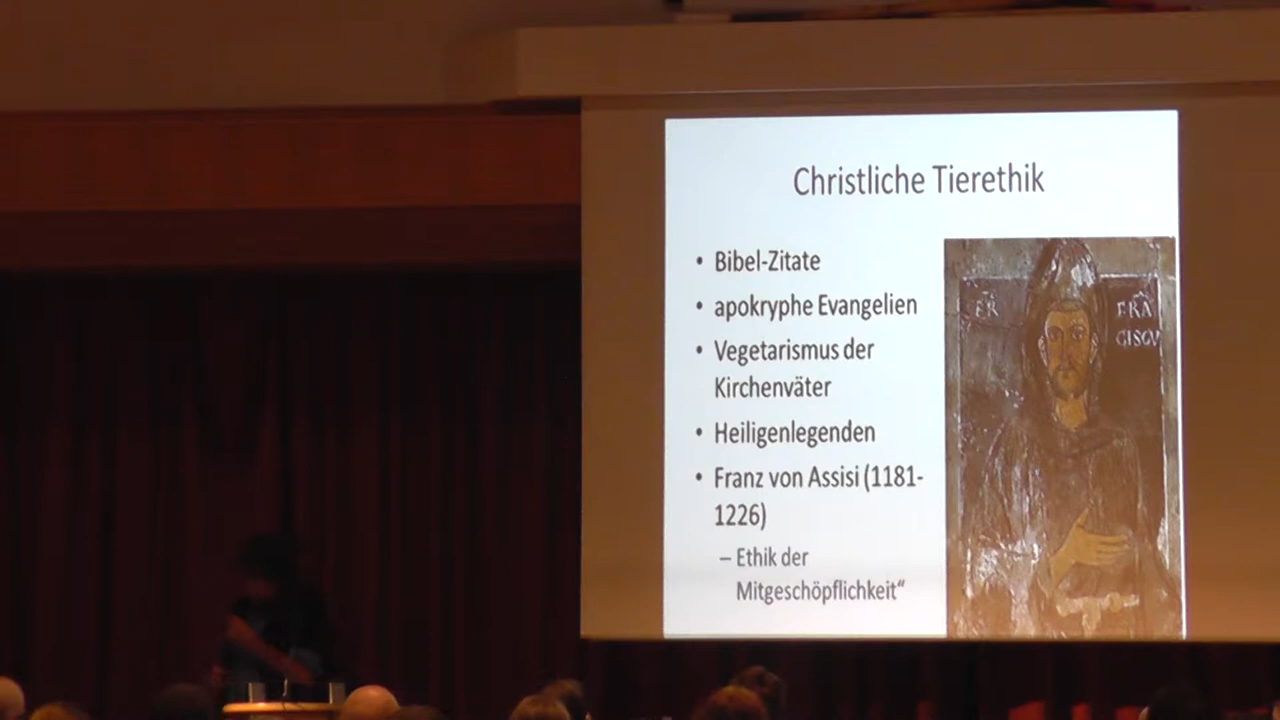 Christliche Tierethik
• Bibel-Zitate
• apokryphe Evangelien
• Vegetarismus der
Kirchenväter
• Heiligenlegenden
• Franz von Assisi (1181-
1226)
– Ethik der
Mitgeschöpflichkeit“
FR
FRA
CISCV